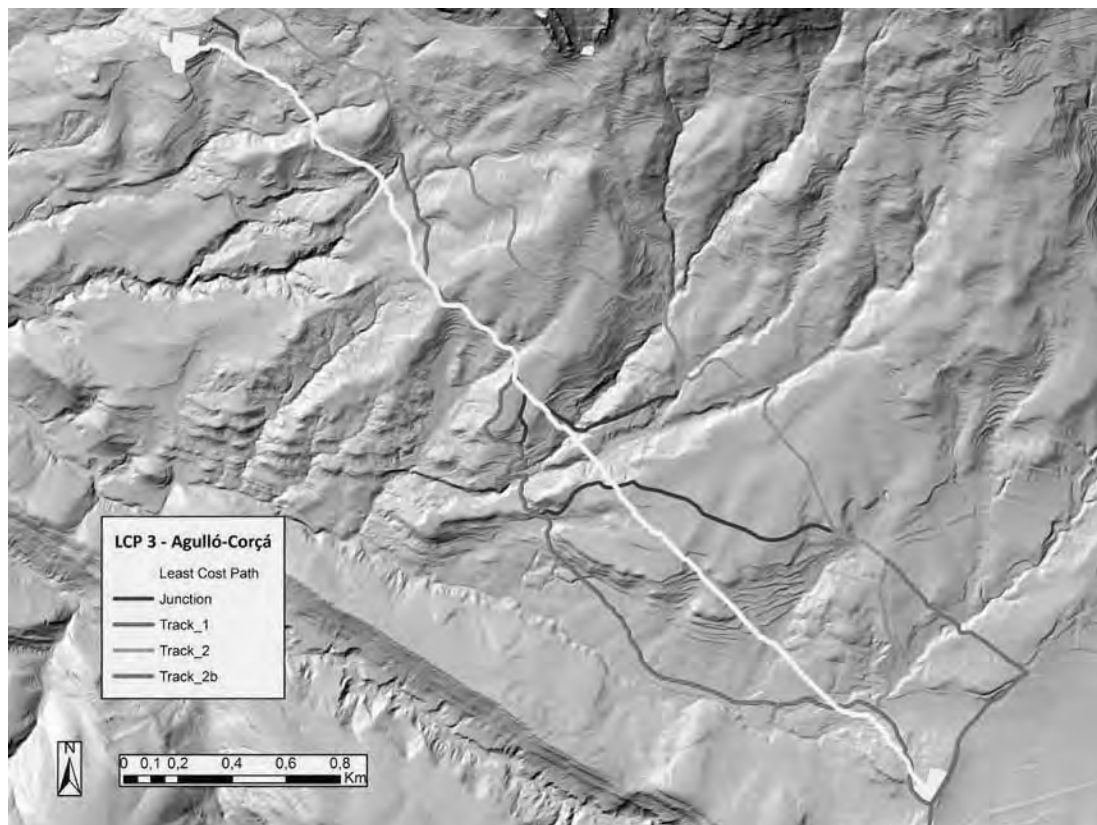 LCP 3 - Agulló-Corçá
Least Cost Path
Junction
Track_1
Track_2
Track_2b
N
0 0,1 0,2 0,4 0,6 0,8
Km